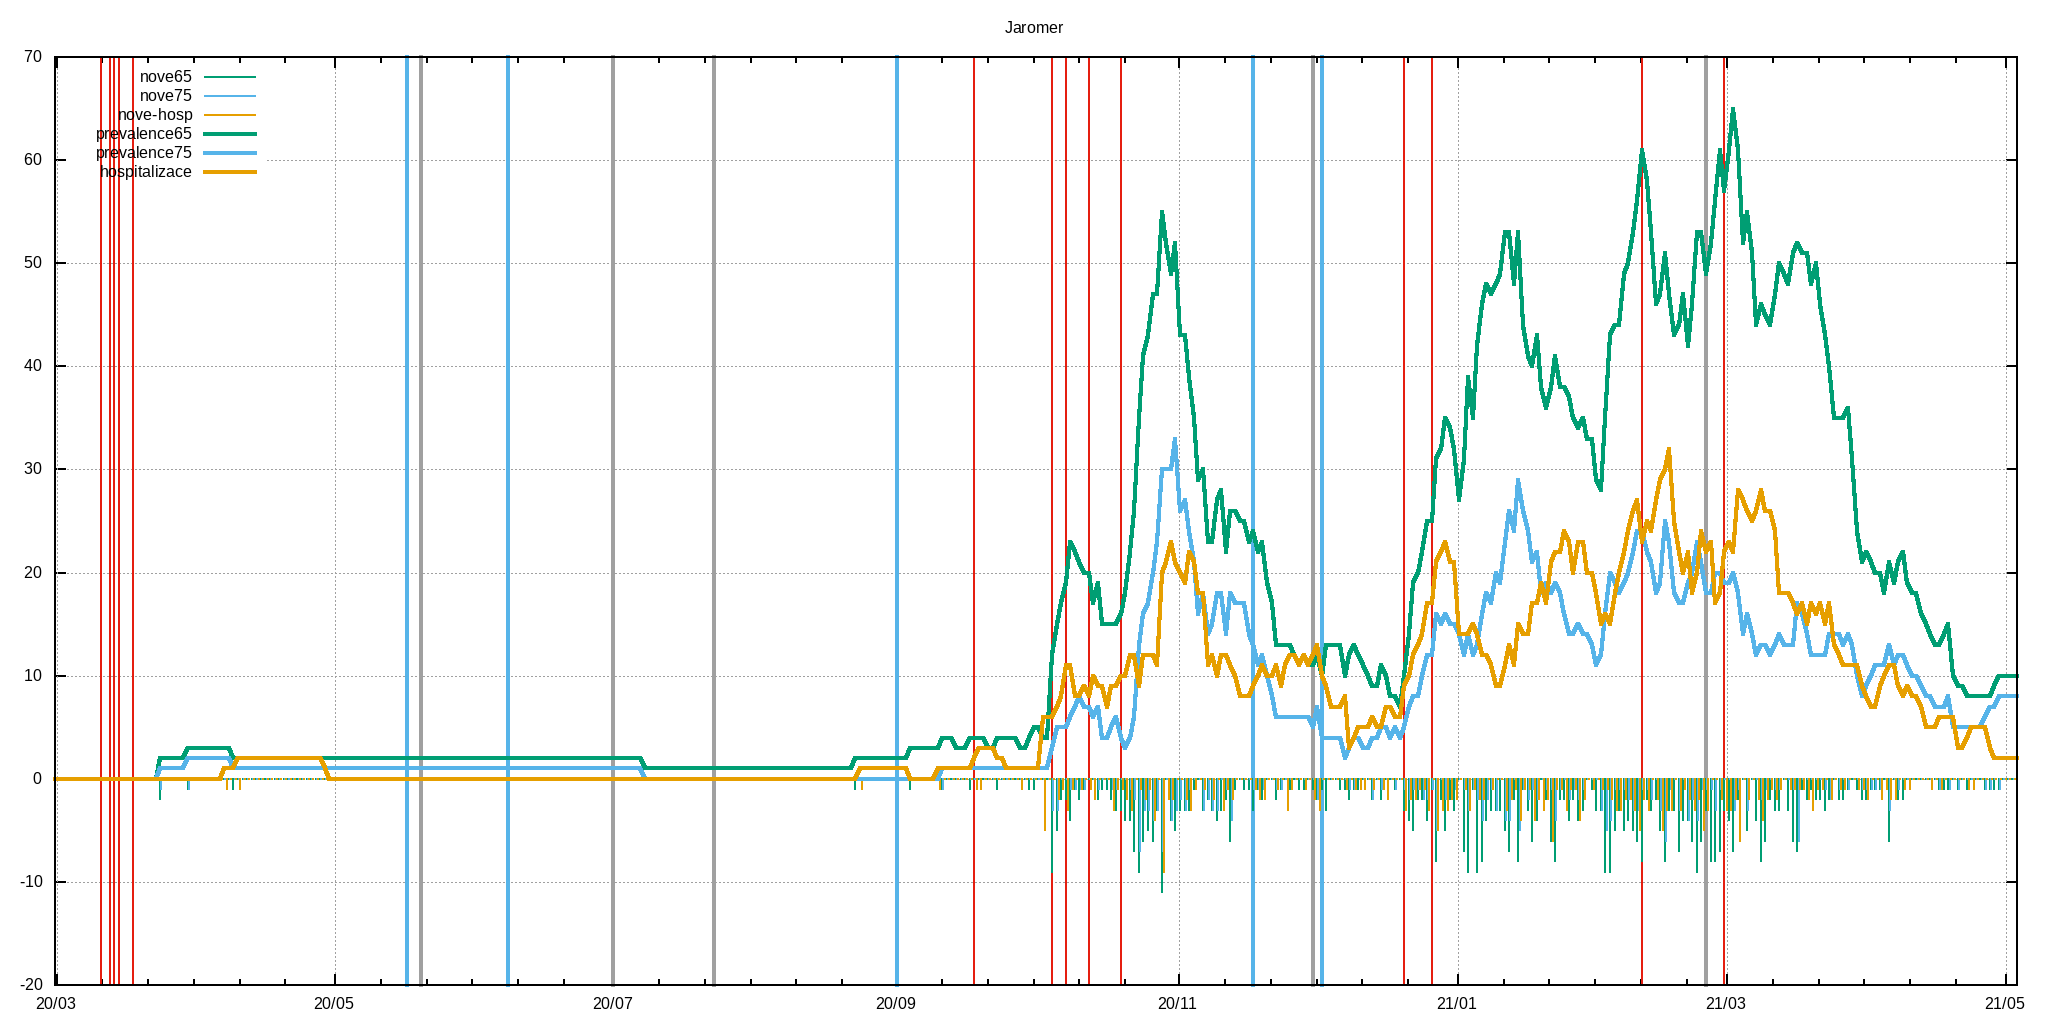 Jaromer
70
60
50
40
30
20
10
0
-10
-20
nove65
nove75
nove-hosp
prevalence65
prevalence75
hospitalizace
20/03 20/05 20/07 20/09 20/11 21/01 21/03 21/05